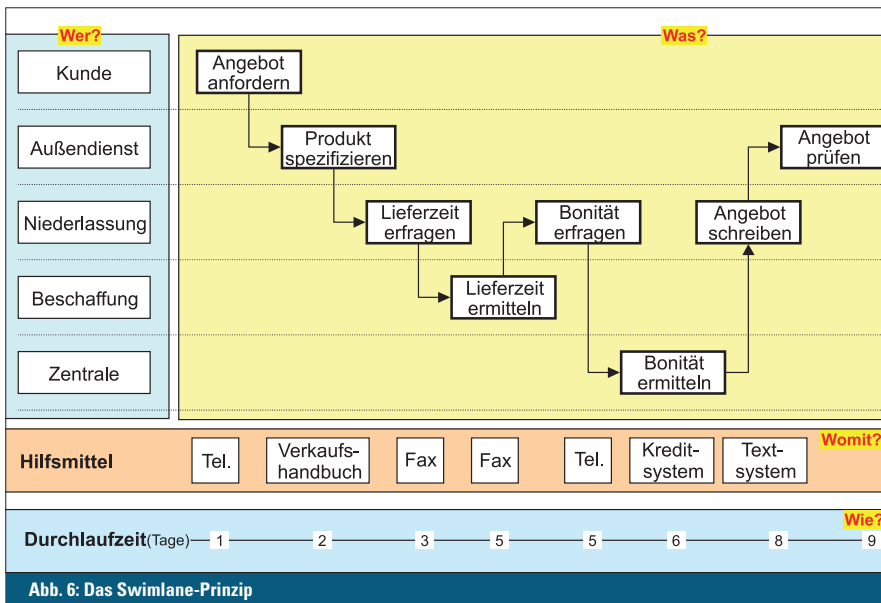 Wer?
Was?
Kunde
Angebot
anfordern
Außendienst
Produkt
spezifizieren
Angebot
prüfen
Niederlassung
Lieferzeit
erfragen
Bonität
erfragen
Angebot
schreiben
Beschaffung
Lieferzeit
ermitteln
Zentrale
Bonität
ermitteln
Womit?
Hilfsmittel
Tel.
Verkaufs-
handbuch
Fax
Fax
Tel.
Kredit-
system
Text-
system
Wie?
Durchlaufzeit(Tage) 1 2 3 5 5 6 8 9
Abb. 6: Das Swimlane-Prinzip